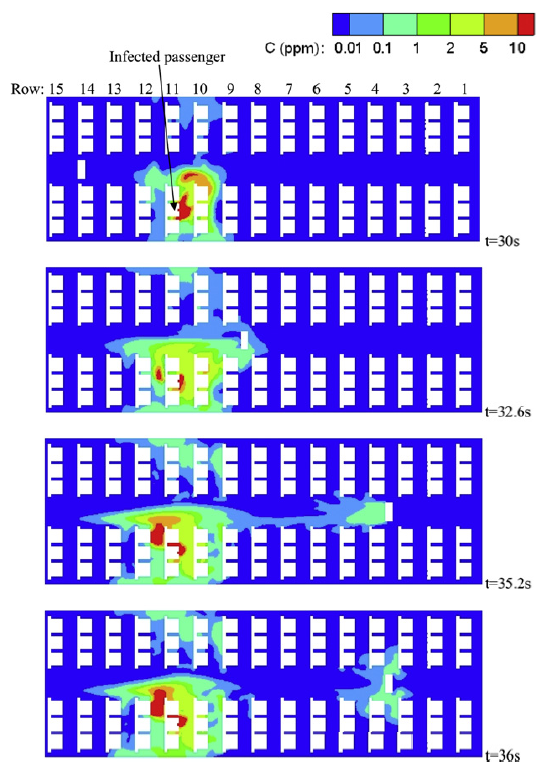 C (ppm): 0.01 0.1 1 2 5 10
Infected passenger
Row: 15 14 13 12 11 10 9 8 7 6 5 4 3 2 1
t=30s
t=32.6s
t=35.2s
t=36s